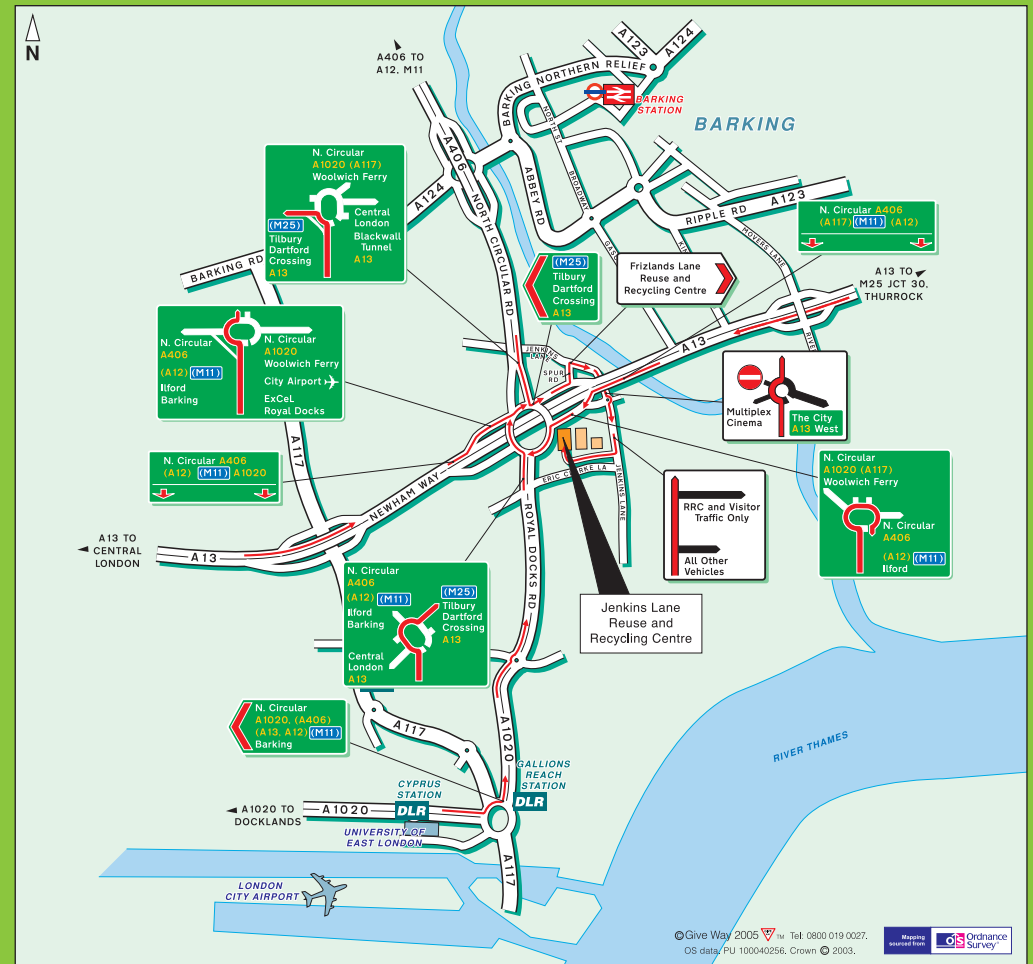 N
A406 TO
A12, M11
A123
A124
BARKING NORTHERN RELIEF
BARKING
STATION
BARKING
NORTH ST
BROADWAY
ABBEY RD
A406
NORTH CIRCULAR RD
A124
RIPPLE RD
A123
MOVERS LANE
N. Circular
A1020 (A117)
Woolwich Ferry
Central
London
Blackwall
Tunnel
A13
(M25)
Tilbury
Dartford
Crossing
A13
N. Circular A406
(A117) (M11) (A12)
BARKING RD
(M25)
Tilbury
Dartford
Crossing
A13
Frizlands Lane
Reuse and
Recycling Centre
A13 TO
M25 JCT 30,
THURROCK
N. Circular
A406
(A12) (M11)
Ilford
Barking
N. Circular
A1020
Woolwich Ferry
City Airport
ExCeL
Royal Docks
A13
JENKINS
LANE
SPUR
RD
Multiplex
Cinema
The City
A13 West
A117
N. Circular A406
(A12) (M11) A1020
NEWHAM WAY
ERIC CLARKE LA
JENKINS LANE
N. Circular
A1020 (A117)
Woolwich Ferry
N. Circular
A406
(A12) (M11)
Ilford
RRC and Visitor
Traffic Only
All Other
Vehicles
A13 TO
CENTRAL
LONDON
A13
ROYAL DOCKS RD
N. Circular
A406
(A12) (M11)
Ilford
Barking
Central
London
A13
(M25)
Tilbury
Dartford
Crossing
A13
Jenkins Lane
Reuse and
Recycling Centre
N. Circular
A1020, (A406)
(A13, A12) (M11)
Barking
A117
A1020
RIVER THAMES
GALLIONS
REACH
STATION
DLR
CYPRUS
STATION
DLR
A1020 TO
DOCKLANDS
A1020
UNIVERSITY OF
EAST LONDON
A117
LONDON
CITY AIRPORT
© Give Way 2005 TM Tel: 0800 019 0027.
OS data. PU 100040256. Crown © 2003.
Mapping
sourced from
os Ordnance
Survey®